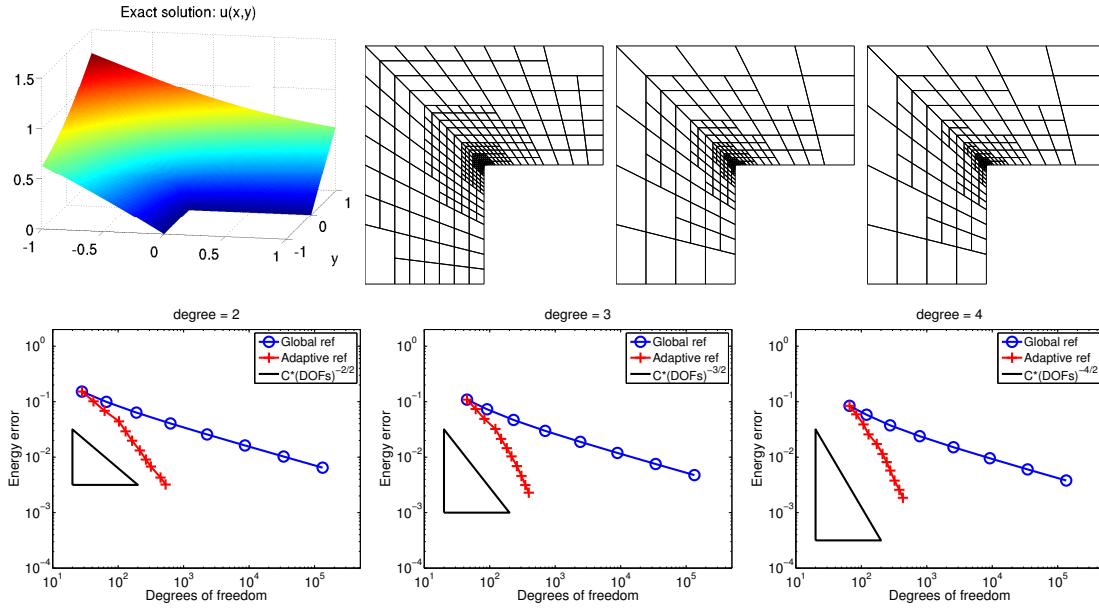 Exact solution: u(x,y)
1.5
1
0.5
0
-1
-0.5
0
0.5
1
-1
0
1
y
degree = 2
Energy error
10^0
10^−1
10^−2
10^−3
10^−4
Global ref
Adaptive ref
C*(DOFs)^−2/2
10^1 10^2 10^3 10^4 10^5
Degrees of freedom
degree = 3
Energy error
10^0
10^−1
10^−2
10^−3
10^−4
Global ref
Adaptive ref
C*(DOFs)^−3/2
10^1 10^2 10^3 10^4 10^5
Degrees of freedom
degree = 4
Energy error
10^0
10^−1
10^−2
10^−3
10^−4
Global ref
Adaptive ref
C*(DOFs)^−4/2
10^1 10^2 10^3 10^4 10^5
Degrees of freedom